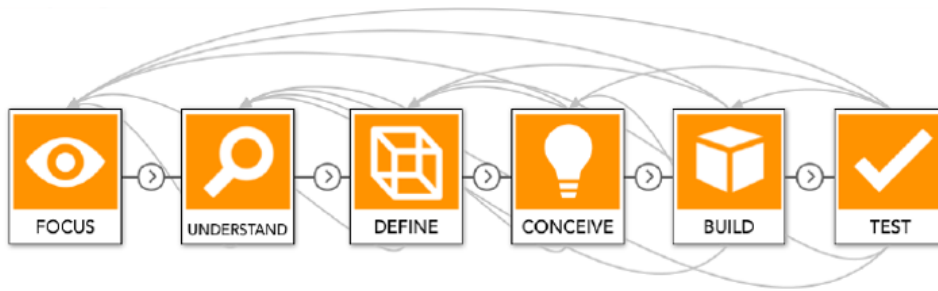 FOCUS
UNDERSTAND
DEFINE
CONCEIVE
BUILD
TEST